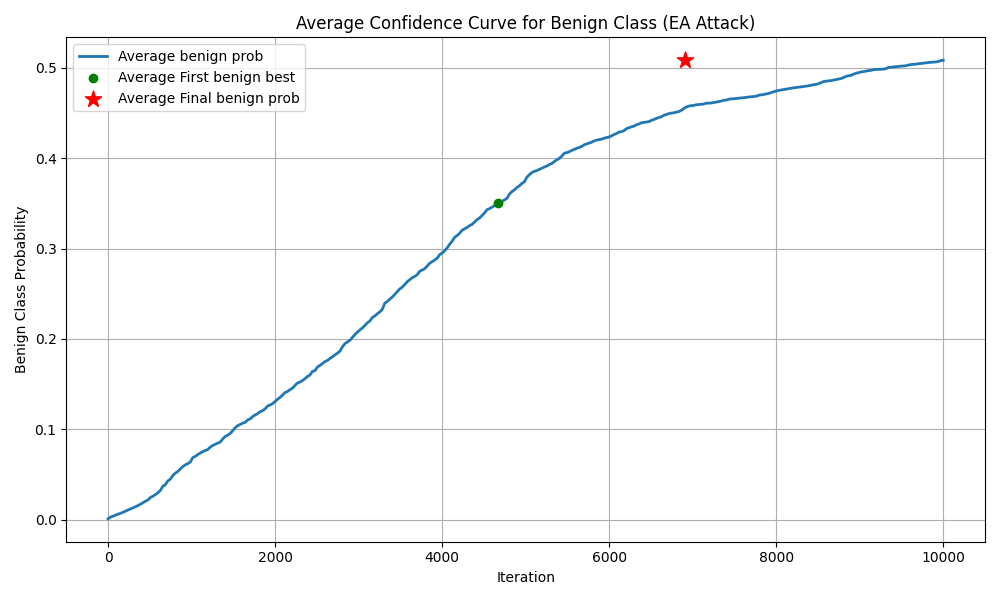 Average Confidence Curve for Benign Class (EA Attack)
Average benign prob
Average First benign best
Average Final benign prob
Benign Class Probability
0.5
0.4
0.3
0.2
0.1
0.0
0 2000 4000 6000 8000 10000
Iteration